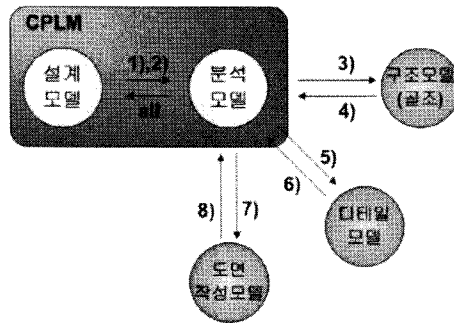 CPLM
설계
모델
1),2)
all
분석
모델
3)
4)
구조모델
(골조)
5)
6)
디테일
모델
8)
7)
도면
작성모델